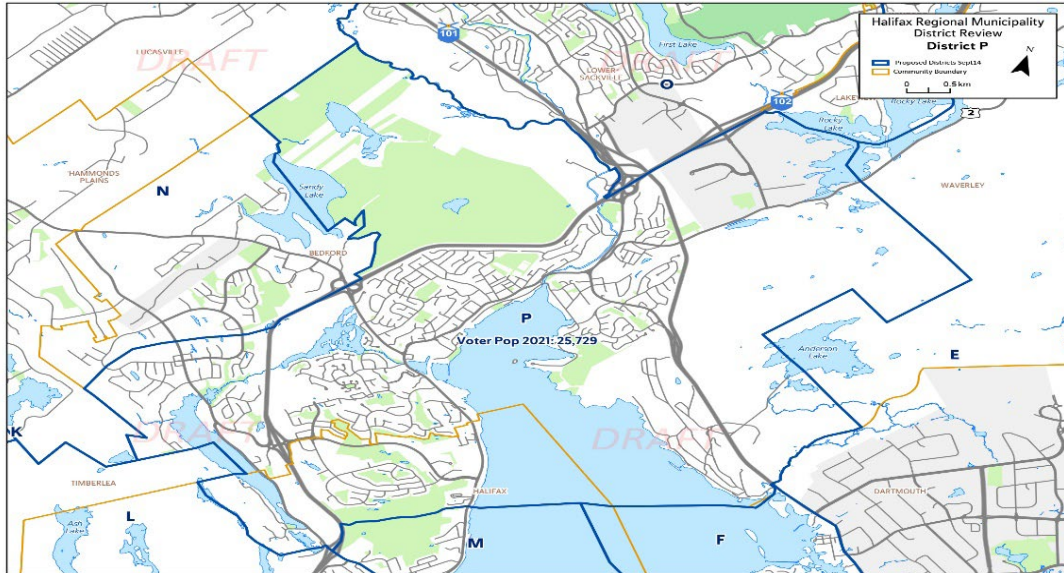 Halifax Regional Municipality
District Review
District P
N
Proposed Districts Sept14
Community Boundary
0 0.5 km
LUCASVILLE
DRAFT
101
First Lake
LOWER
SACKVILLE
DRAFT
O
102
Rocky Lake
Rocky
Lake
2
HAMMONDS
PLAINS
N
Sandy
Lake
WAVERLEY
BEDFORD
P
Voter Pop 2021: 25,729
Anderson
Lake
E
K
DRAFT
DRAFT
TIMBERLEA
HALIFAX
DARTMOUTH
Ash
Lake
L
M
F